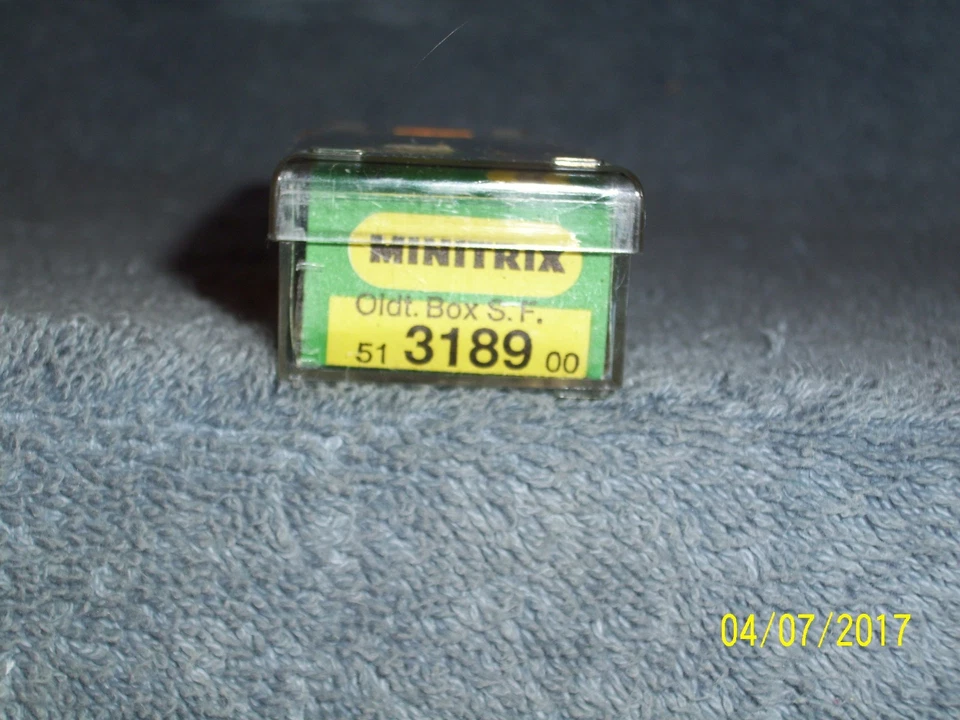 MINITRIX
Oldt. Box S. F.
51 3189 00
04/07/2017